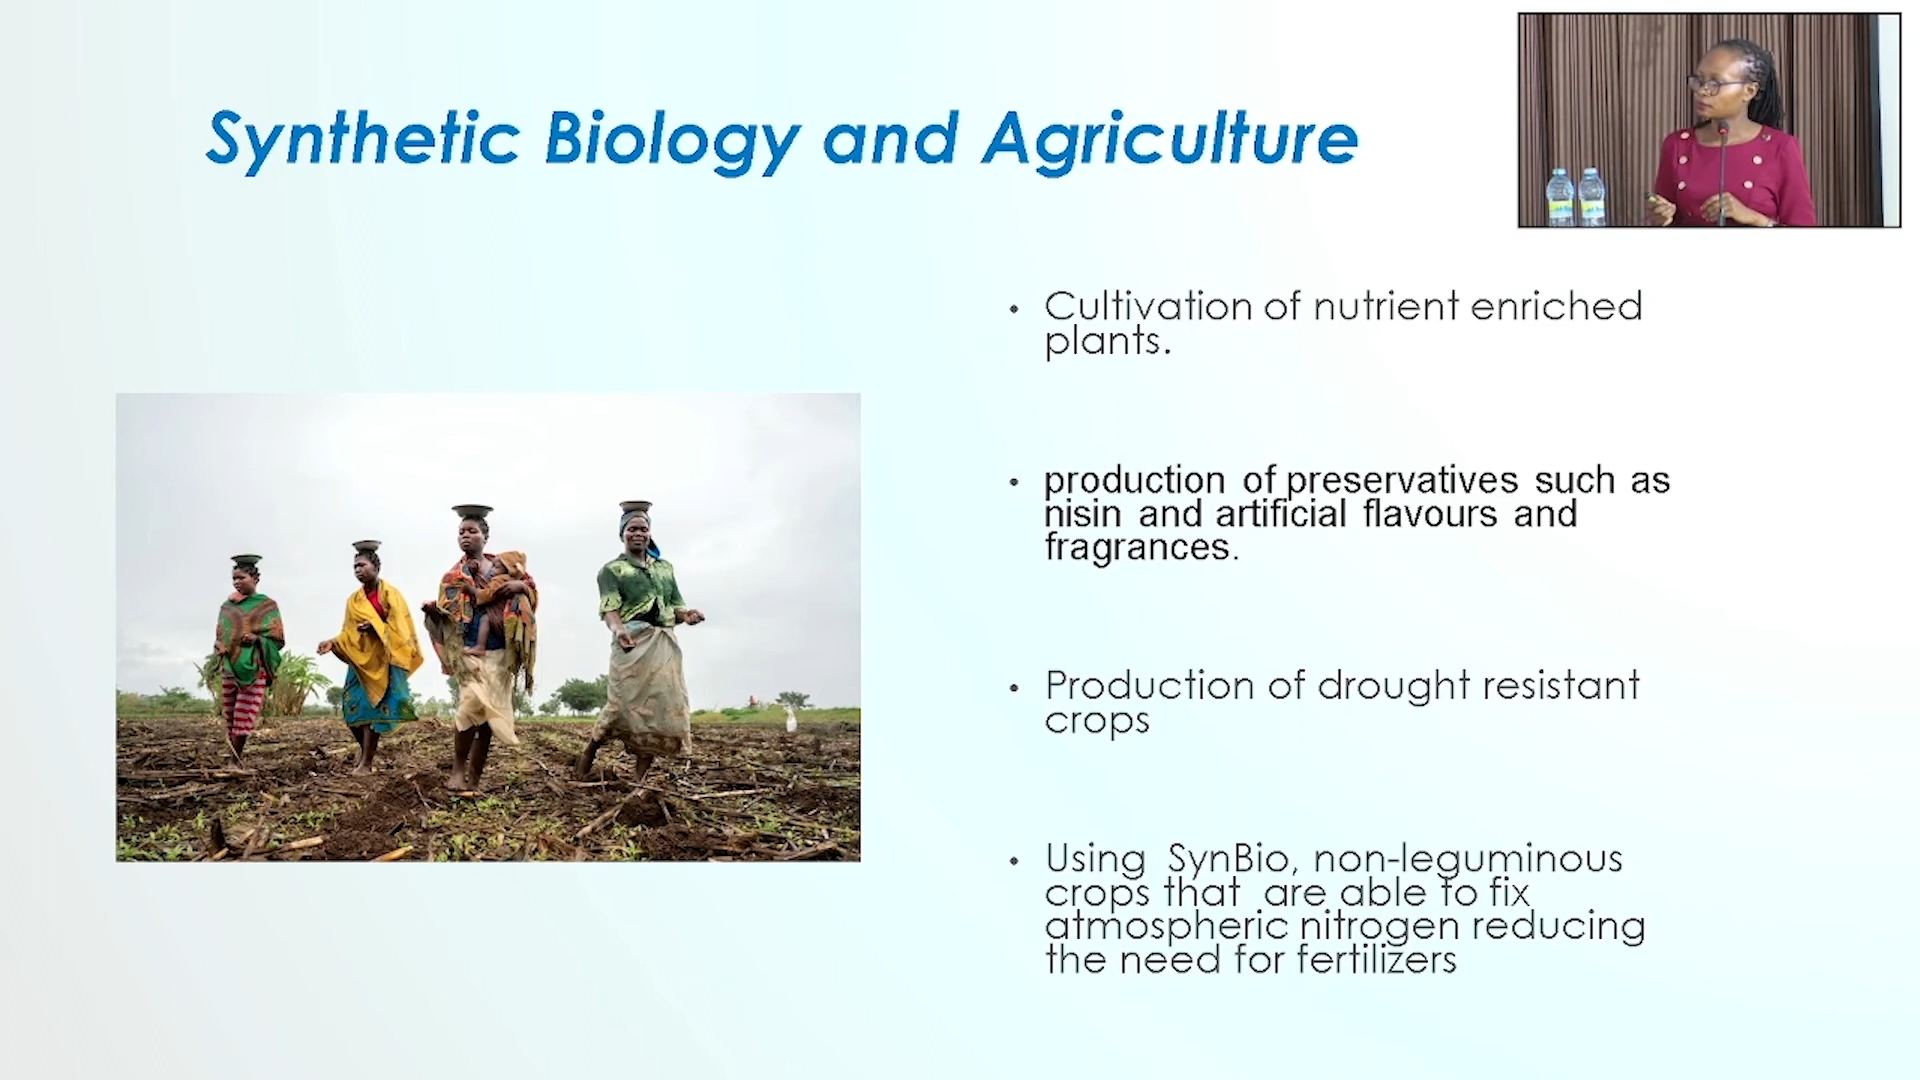 Synthetic Biology and Agriculture
• Cultivation of nutrient enriched
plants.
• production of preservatives such as
nisin and artificial flavours and
fragrances.
• Production of drought resistant
crops
• Using SynBio, non-leguminous
crops that are able to fix
atmospheric nitrogen reducing
the need for fertilizers